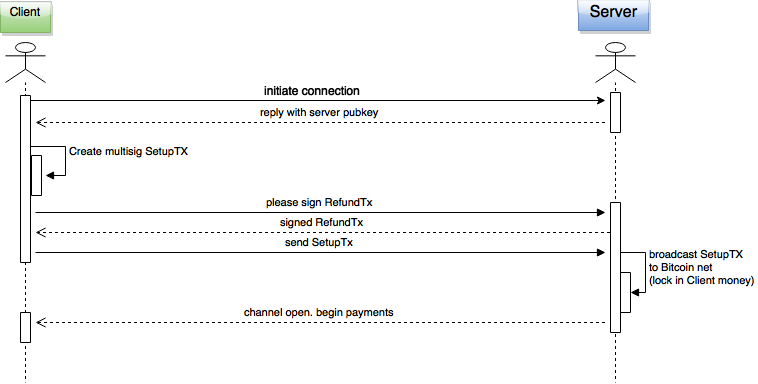 Client
Server
initiate connection
reply with server pubkey
Create multisig SetupTX
please sign RefundTx
signed RefundTx
send SetupTx
broadcast SetupTX
to Bitcoin net
(lock in Client money)
channel open. begin payments